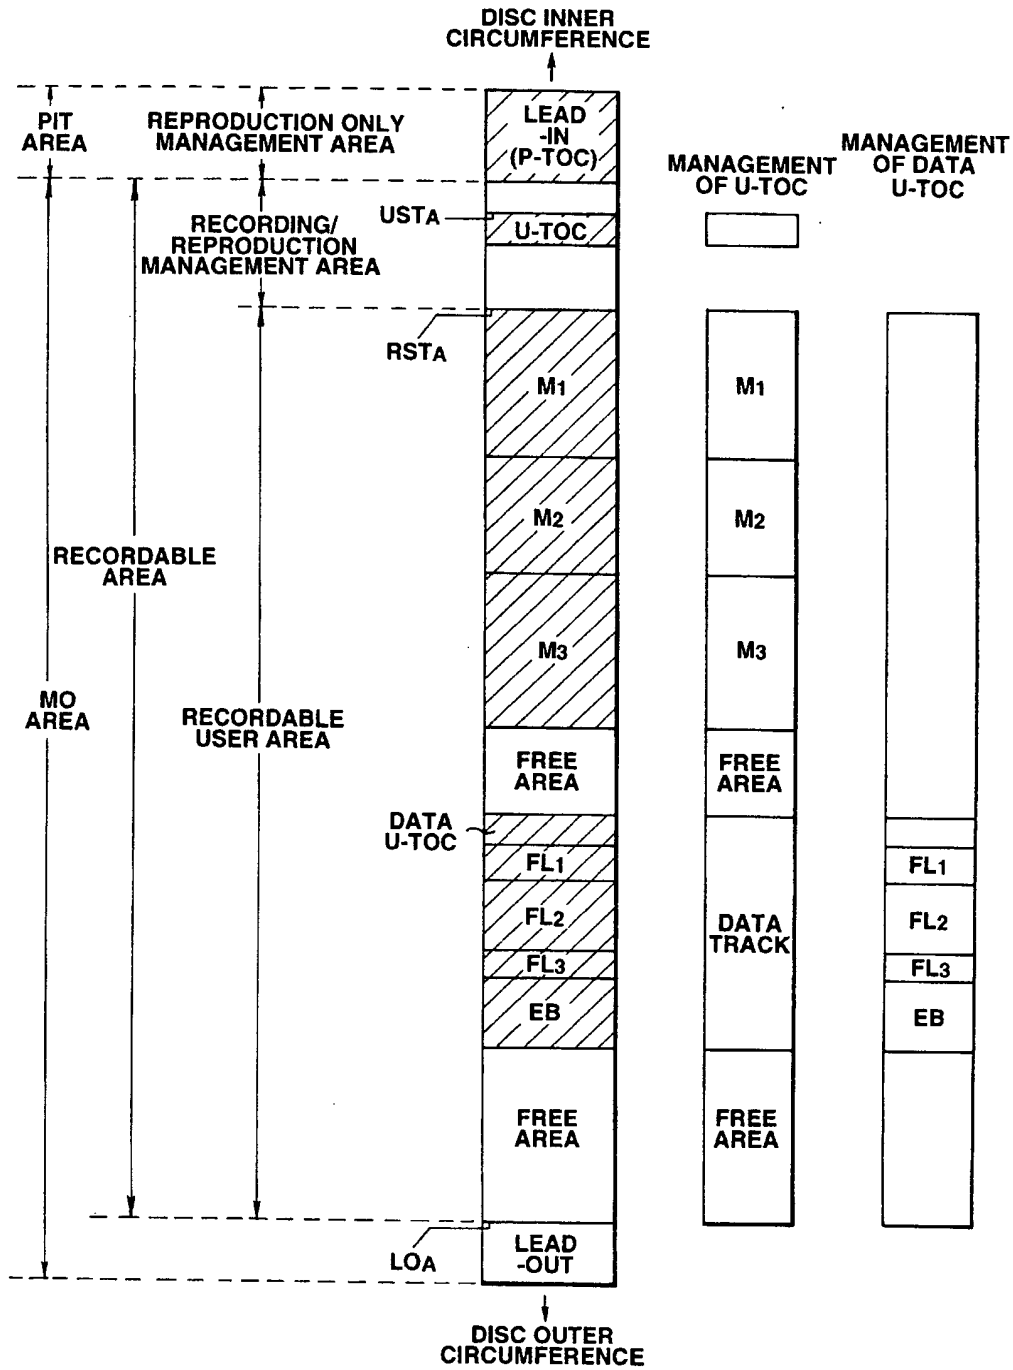 DISC INNER
CIRCUMFERENCE
PIT
AREA
REPRODUCTION ONLY
MANAGEMENT AREA
LEAD
-IN
(P-TOC)
MANAGEMENT
OF U-TOC
MANAGEMENT
OF DATA
U-TOC
USTA
U-TOC
RECORDING/
REPRODUCTION
MANAGEMENT AREA
RSTA
M1
M1
M2
M2
RECORDABLE
AREA
M3
M3
MO
AREA
RECORDABLE
USER AREA
FREE
AREA
FREE
AREA
DATA
U-TOC
FL1
FL1
FL2
DATA
TRACK
FL2
FL3
FL3
EB
EB
FREE
AREA
FREE
AREA
LOA
LEAD
-OUT
DISC OUTER
CIRCUMFERENCE